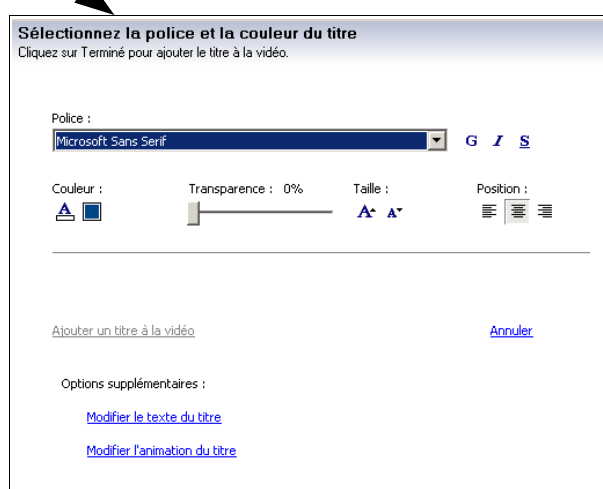 Sélectionnez la police et la couleur du titre
Cliquez sur Terminé pour ajouter le titre à la vidéo.
Police :
Microsoft Sans Serif G I S
Couleur : Transparence : 0% Taille : Position :
A A A
Ajouter un titre à la vidéo Annuler
Options supplémentaires :
Modifier le texte du titre
Modifier l'animation du titre